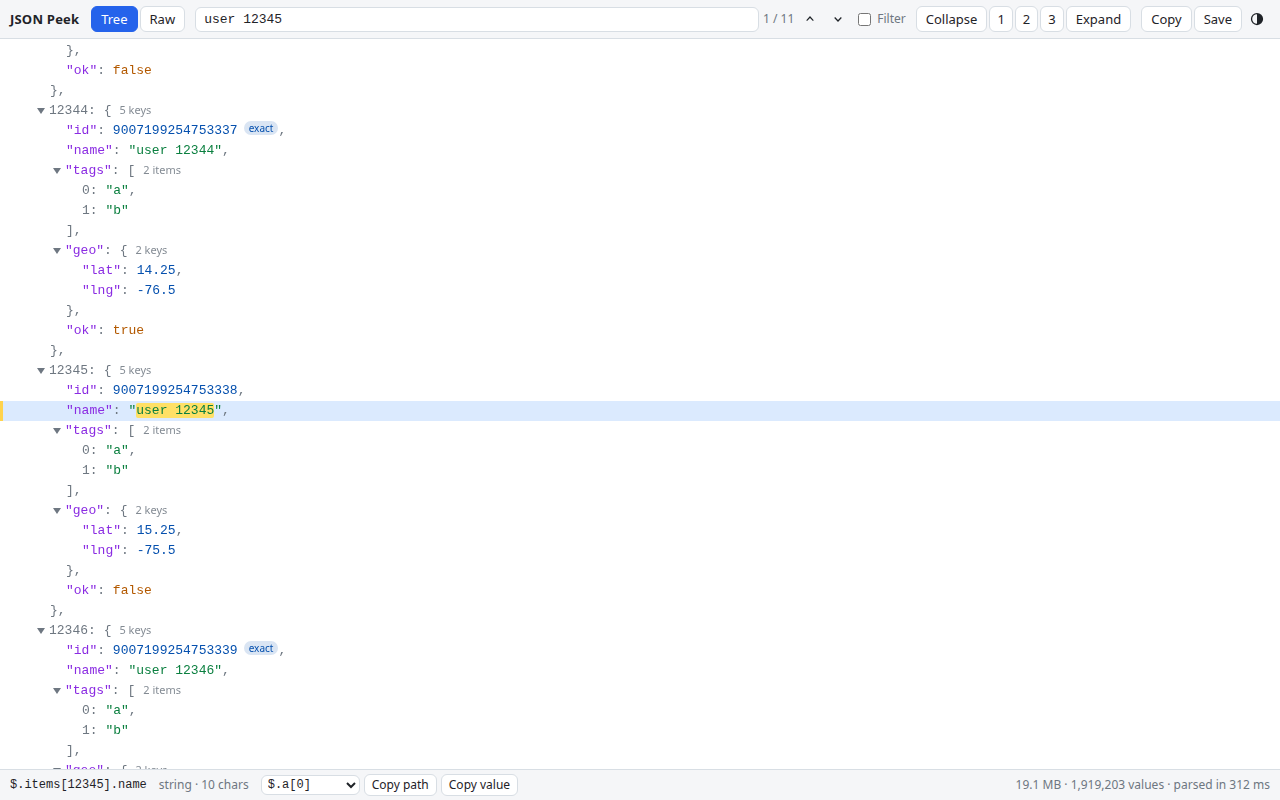 JSON Peek Tree Raw user 12345 1 / 11 Filter Collapse 1 2 3 Expand Copy Save
},
"ok": false
},
12344: { 5 keys
"id": 9007199254753337 exact ,
"name": "user 12344",
"tags": [ 2 items
0: "a",
1: "b"
],
"geo": { 2 keys
"lat": 14.25,
"lng": -76.5
},
"ok": true
},
12345: { 5 keys
"id": 9007199254753338,
"name": "user 12345",
"tags": [ 2 items
0: "a",
1: "b"
],
"geo": { 2 keys
"lat": 15.25,
"lng": -75.5
},
"ok": false
},
12346: { 5 keys
"id": 9007199254753339 exact ,
"name": "user 12346",
"tags": [ 2 items
0: "a",
1: "b"
],
"geo": { 2 keys
$.items[12345].name string · 10 chars $.a[0] Copy path Copy value 19.1 MB · 1,919,203 values · parsed in 312 ms